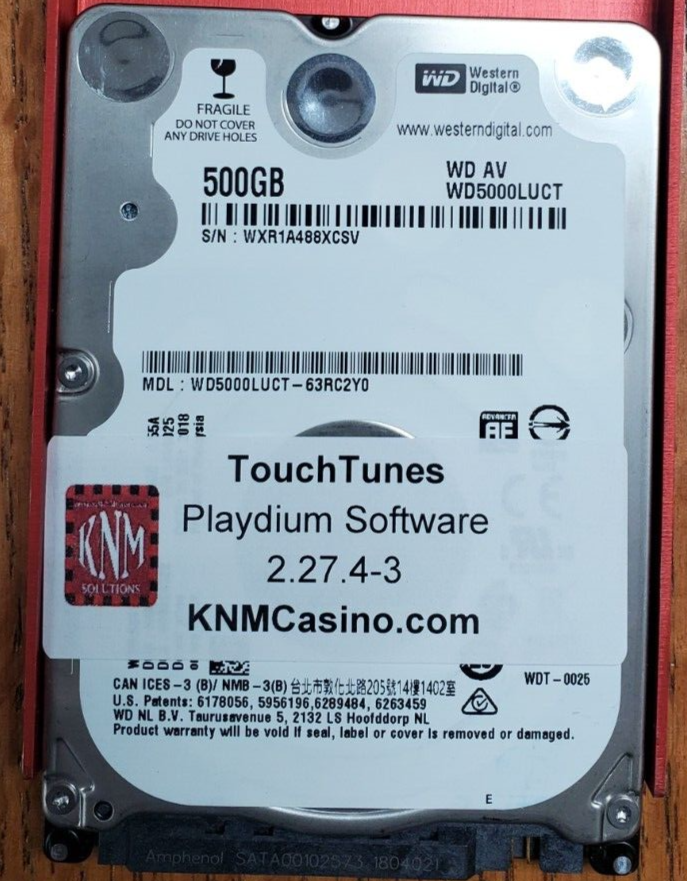 FRAGILE
DO NOT COVER
ANY DRIVE HOLES
WD Western
Digital®
www.westerndigital.com
500GB
WD AV
WD5000LUCT
S/N : WXR1A488XCSV
MDL : WD5000LUCT-63RC2Y0
TouchTunes
Playdium Software
2.27.4-3
KNMCasino.com
KNM
SOLUTIONS
CAN ICES-3 (B)/ NMB-3(B) 台北市敦化北路205號14樓1402室
U.S. Patents: 6178056, 5956196,6289484, 6263459
WD NL B.V. Taurusavenue 5, 2132 LS Hoofddorp NL
Product warranty will be void if seal, label or cover is removed or damaged.
WDT-0025
E
Amphenol SATA00102573 1804021